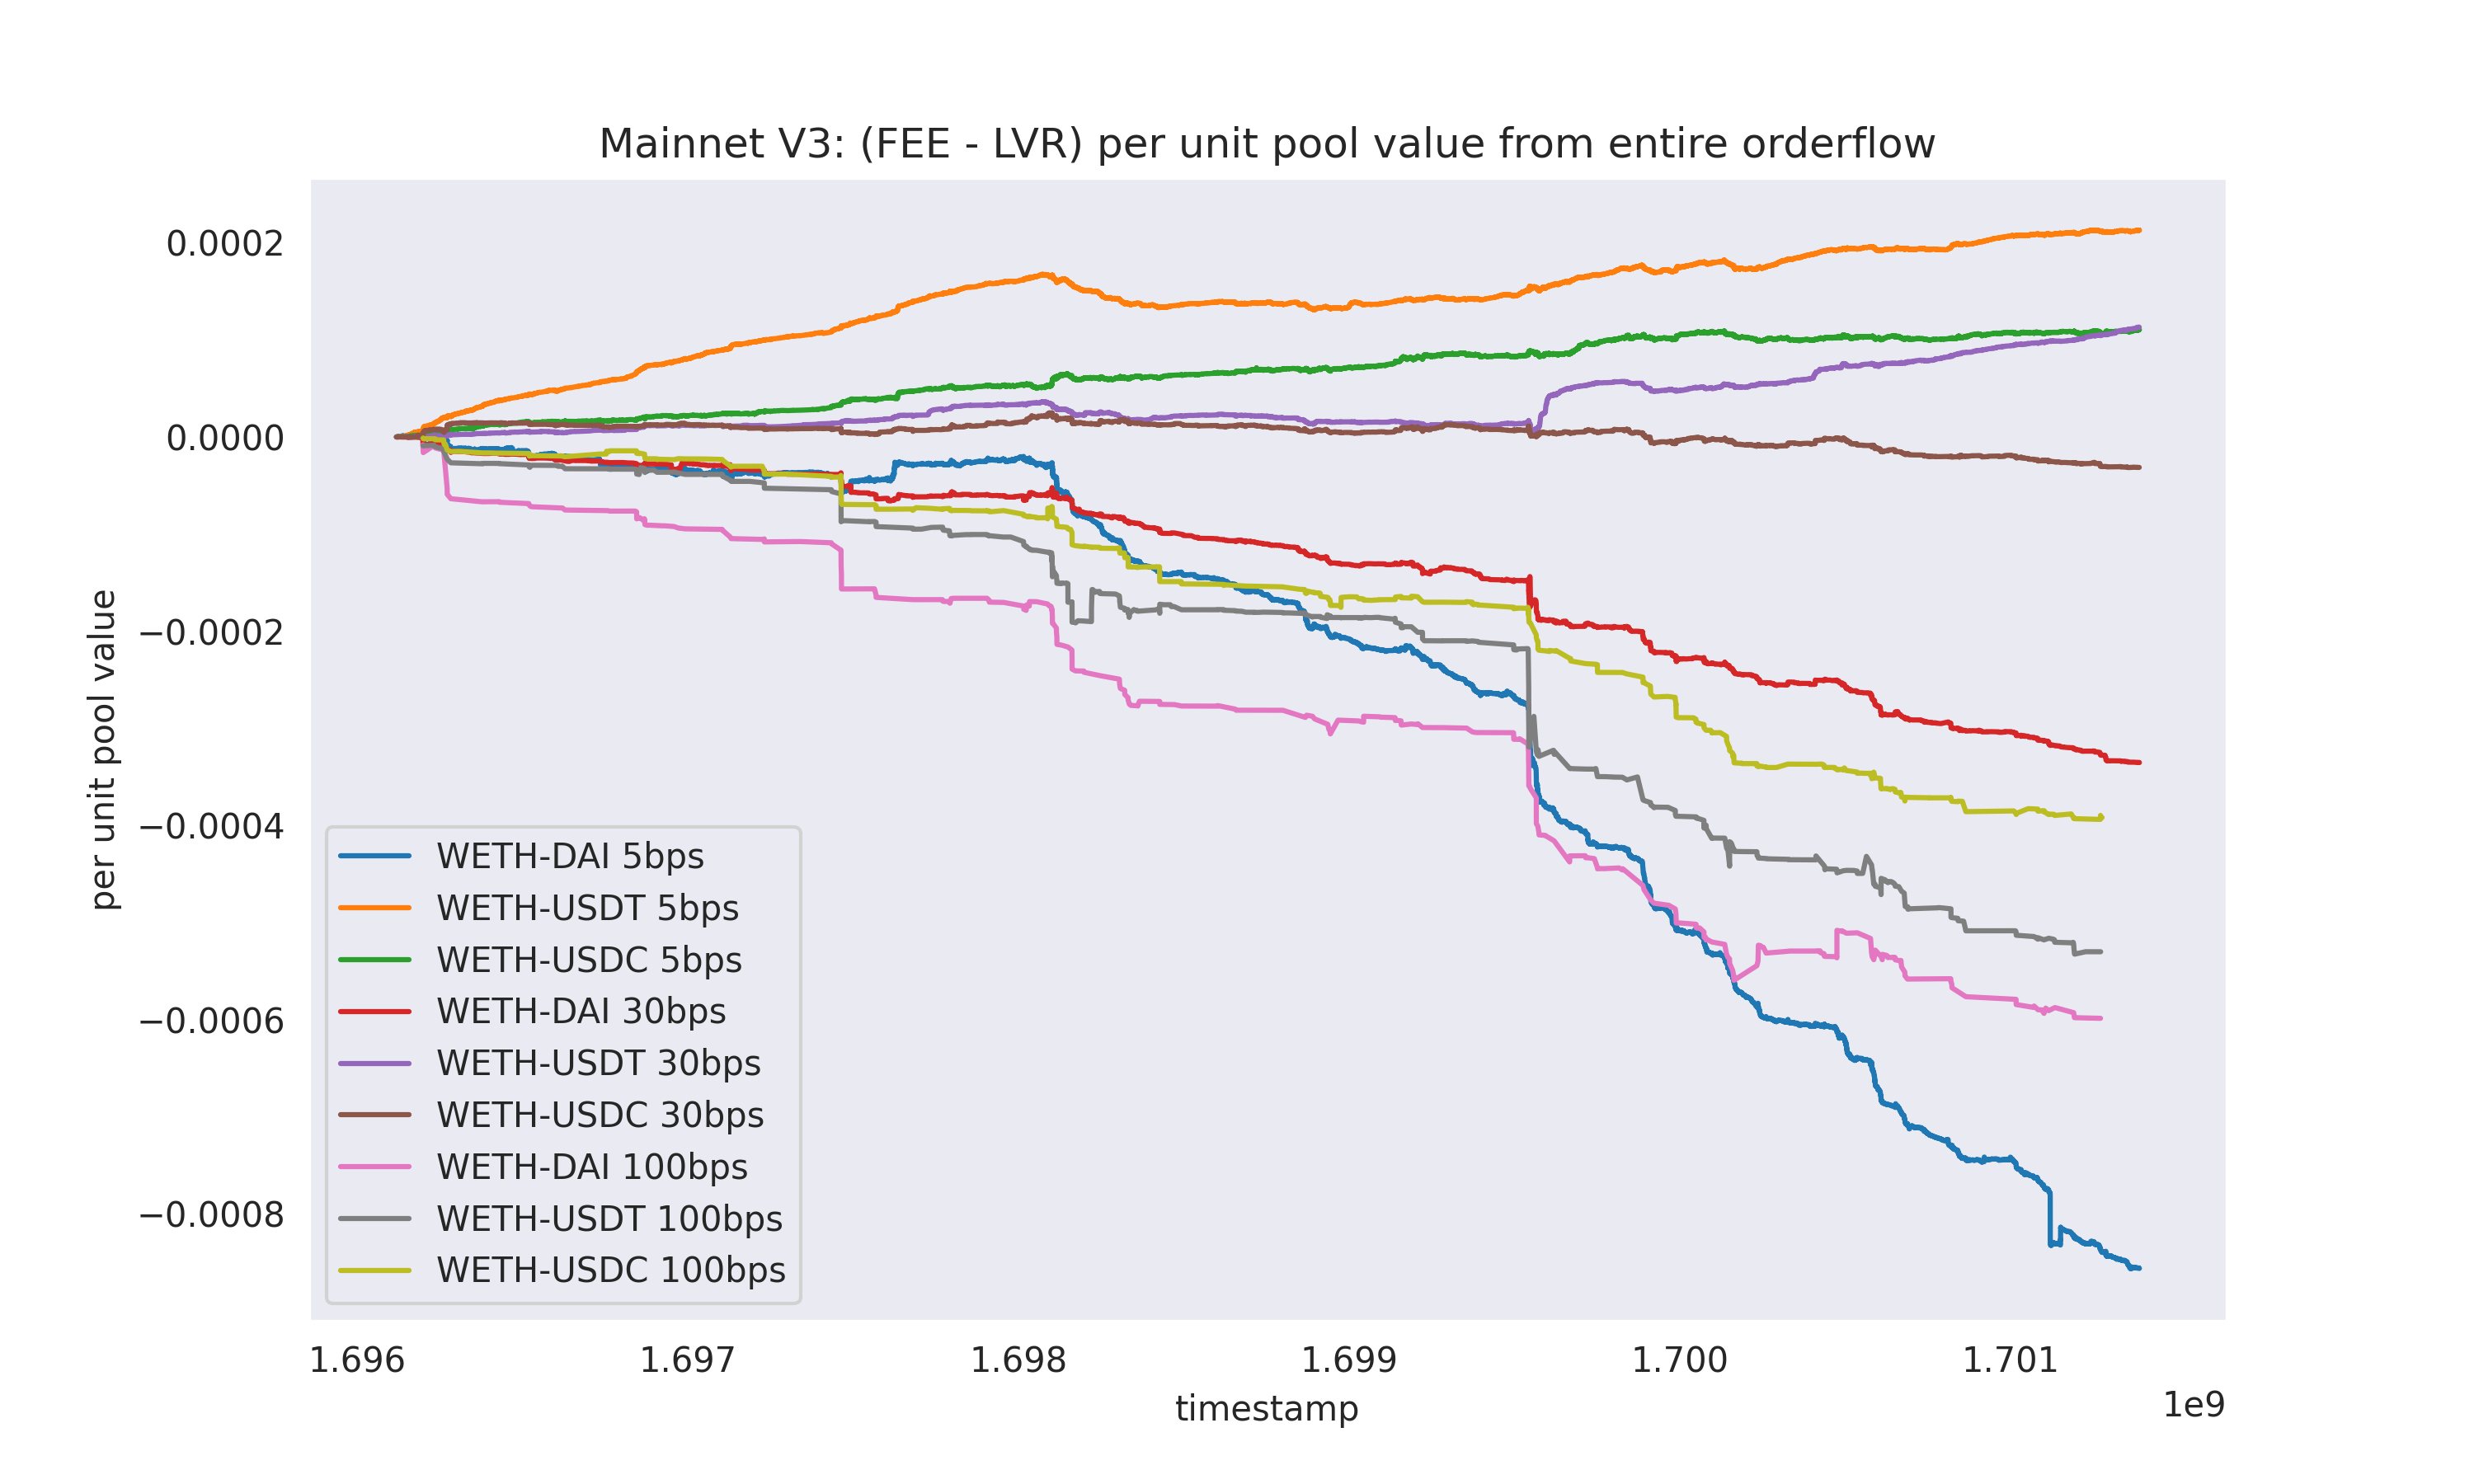 Mainnet V3: (FEE - LVR) per unit pool value from entire orderflow
per unit pool value
0.0002
0.0000
−0.0002
−0.0004
−0.0006
−0.0008
WETH-DAI 5bps
WETH-USDT 5bps
WETH-USDC 5bps
WETH-DAI 30bps
WETH-USDT 30bps
WETH-USDC 30bps
WETH-DAI 100bps
WETH-USDT 100bps
WETH-USDC 100bps
1.696 1.697 1.698 1.699 1.700 1.701
timestamp
1e9